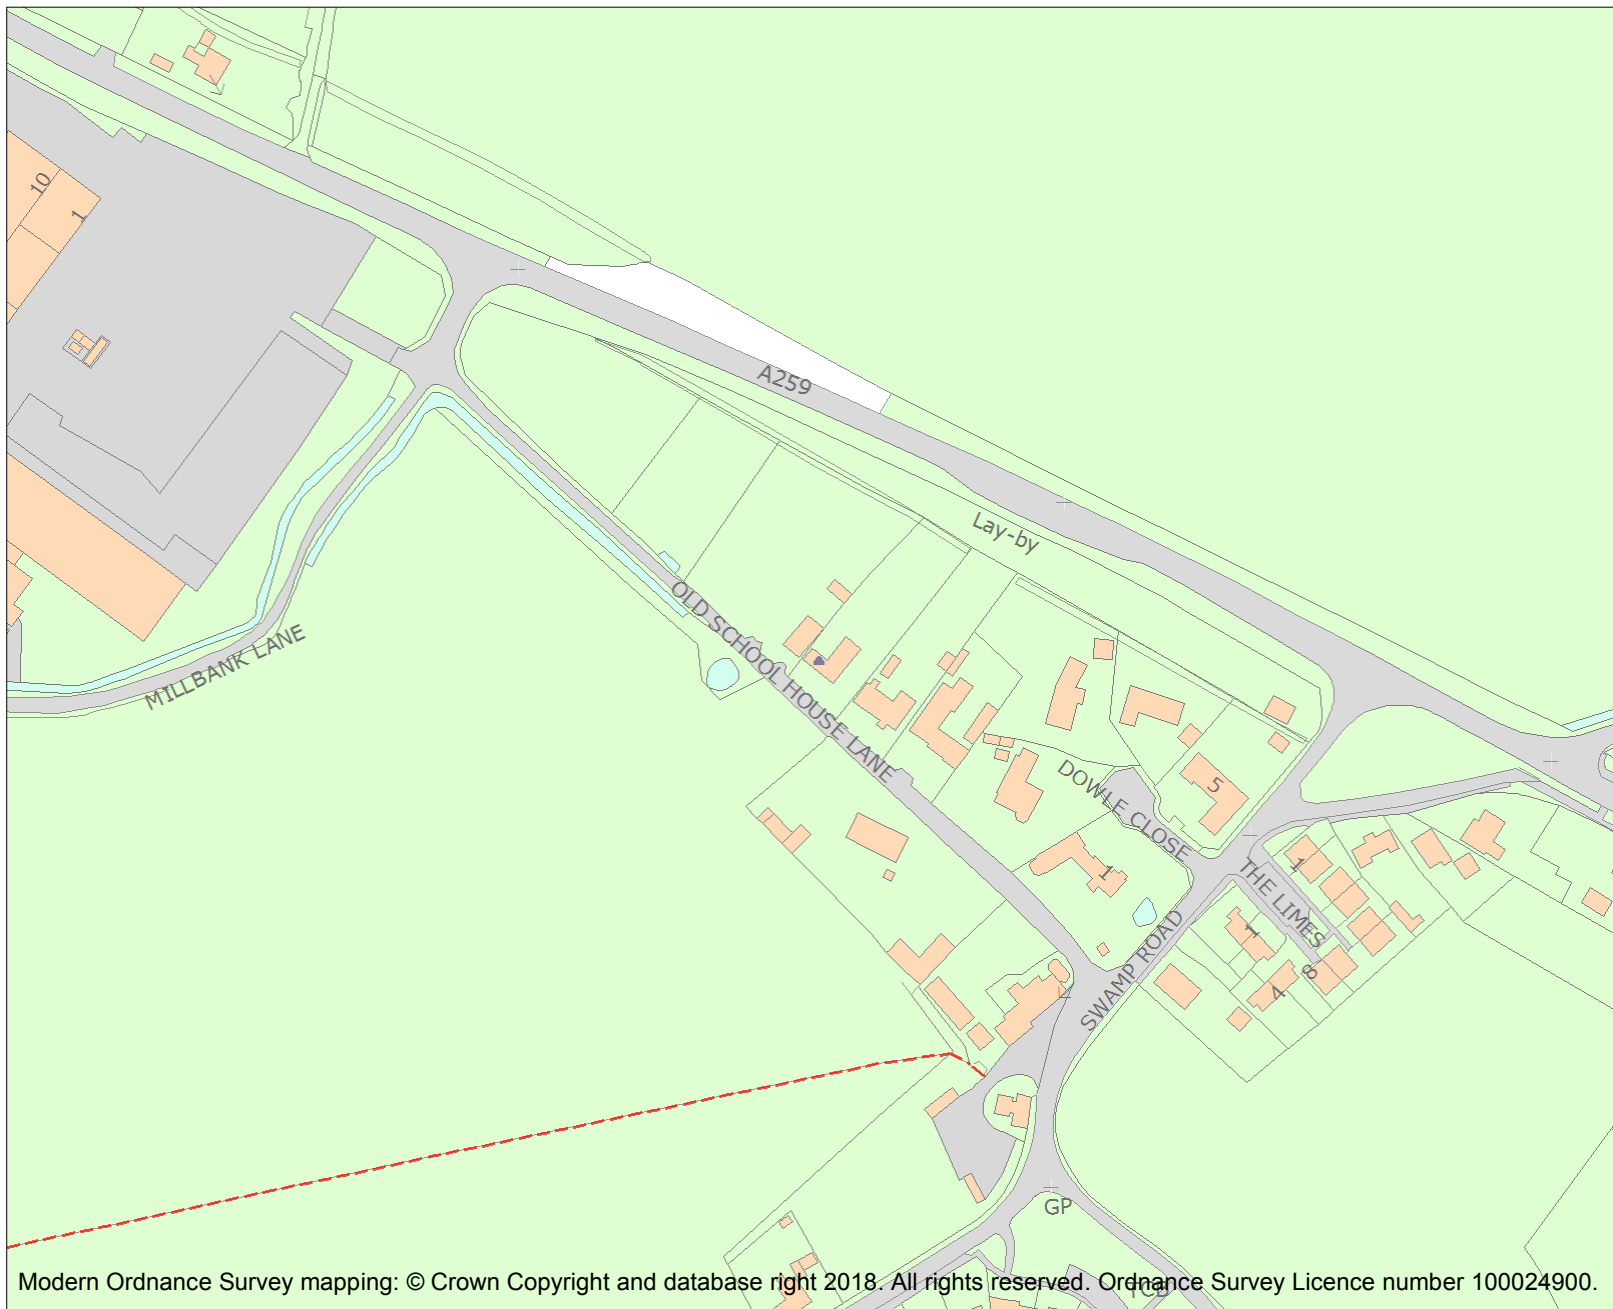 10
1
A259
Lay-by
OLD SCHOOL HOUSE LANE
MILLBANK LANE
DOWLE CLOSE
5
1
THE LIMES
1
1
4
8
SWAMP ROAD
GP
TCB
Modern Ordnance Survey mapping: © Crown Copyright and database right 2018. All rights reserved. Ordnance Survey Licence number 100024900.